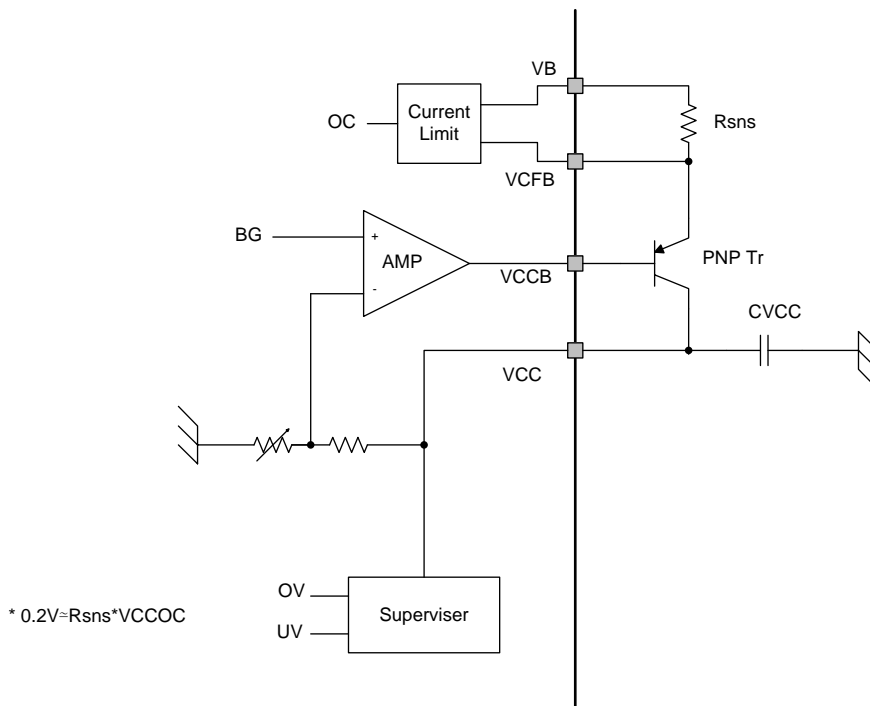 VB
Current
Limit
OC
Rsns
VCFB
BG
+
AMP
-
VCCB
PNP Tr
CVCC
VCC
OV
UV
Superviser
* 0.2V≃Rsns*VCCOC